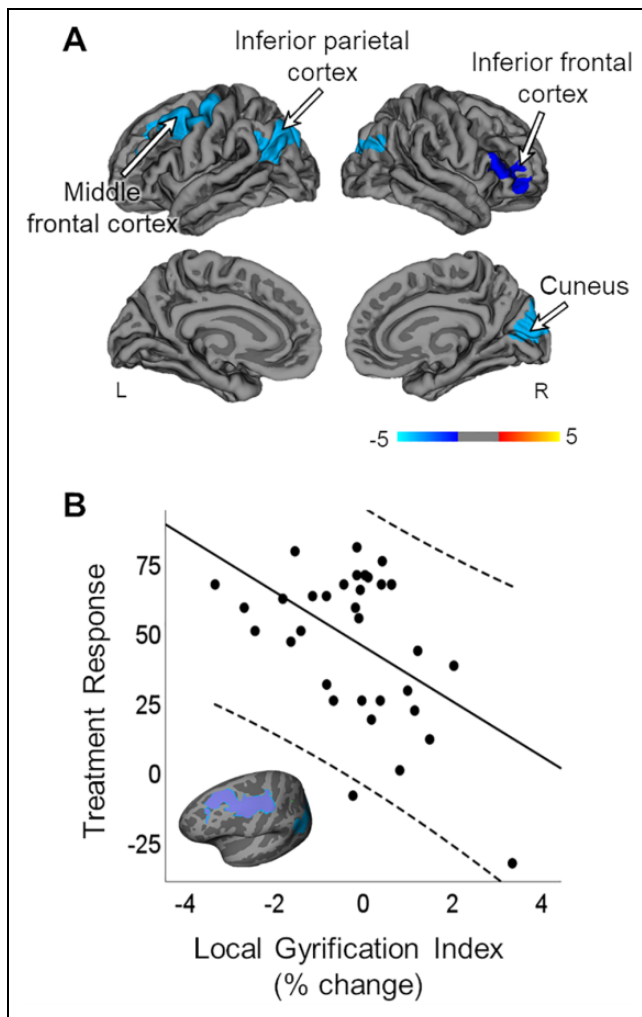 A
Inferior parietal
cortex
Inferior frontal
cortex
Middle
frontal cortex
Cuneus
L
R
-5
5
B
Treatment Response
75
50
25
0
-25
-4
-2
0
2
4
Local Gyrification Index
(% change)